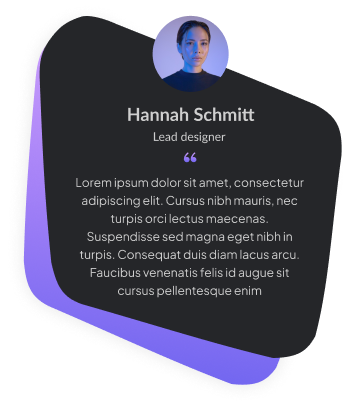 Hannah Schmitt
Lead designer
“
Lorem ipsum dolor sit amet, consectetur
adipiscing elit. Cursus nibh mauris, nec
turpis orci lectus maecenas.
Suspendisse sed magna eget nibh in
turpis. Consequat duis diam lacus arcu.
Faucibus venenatis felis id augue sit
cursus pellentesque enim